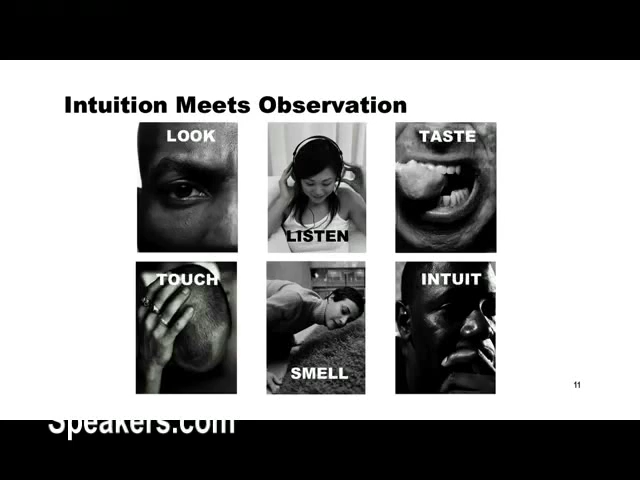 Intuition Meets Observation
LOOK
LISTEN
TASTE
TOUCH
SMELL
INTUIT
11
Speakers.com